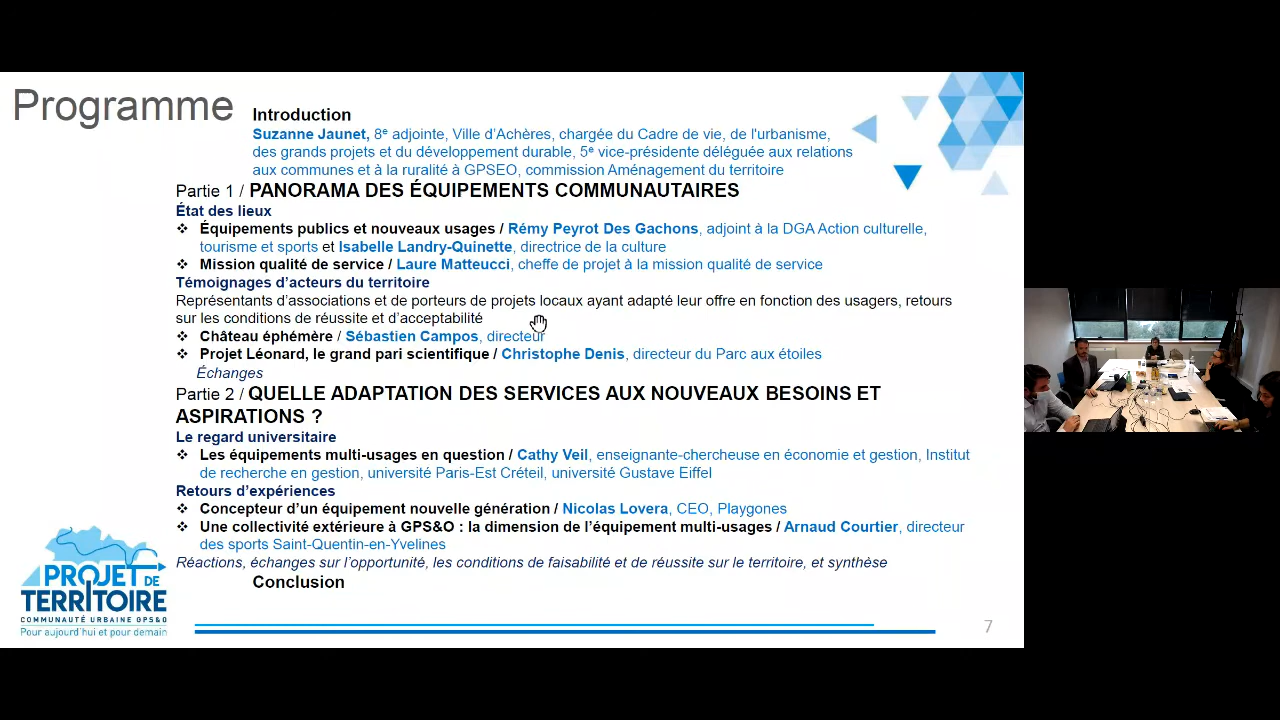 Programme
Introduction
Suzanne Jaunet, 8e adjointe, Ville d'Achères, chargée du Cadre de vie, de l'urbanisme,
des grands projets et du développement durable, 5e vice-présidente déléguée aux relations
aux communes et à la ruralité à GPSEO, commission Aménagement du territoire
Partie 1 / PANORAMA DES ÉQUIPEMENTS COMMUNAUTAIRES
État des lieux
❖ Équipements publics et nouveaux usages / Rémy Peyrot Des Gachons, adjoint à la DGA Action culturelle,
tourisme et sports et Isabelle Landry-Quinette, directrice de la culture
❖ Mission qualité de service / Laure Matteucci, cheffe de projet à la mission qualité de service
Témoignages d'acteurs du territoire
Représentants d'associations et de porteurs de projets locaux ayant adapté leur offre en fonction des usagers, retours
sur les conditions de réussite et d'acceptabilité
❖ Château éphémère / Sébastien Campos, directeur
❖ Projet Léonard, le grand pari scientifique / Christophe Denis, directeur du Parc aux étoiles
Échanges
Partie 2 / QUELLE ADAPTATION DES SERVICES AUX NOUVEAUX BESOINS ET
ASPIRATIONS ?
Le regard universitaire
❖ Les équipements multi-usages en question / Cathy Veil, enseignante-chercheuse en économie et gestion, Institut
de recherche en gestion, université Paris-Est Créteil, université Gustave Eiffel
Retours d'expériences
❖ Concepteur d'un équipement nouvelle génération / Nicolas Lovera, CEO, Playgones
❖ Une collectivité extérieure à GPS&O : la dimension de l'équipement multi-usages / Arnaud Courtier, directeur
des sports Saint-Quentin-en-Yvelines
Réactions, échanges sur l'opportunité, les conditions de faisabilité et de réussite sur le territoire, et synthèse
Conclusion
PROJET DE
TERRITOIRE
COMMUNAUTÉ URBAINE GPS&O
Pour aujourd'hui et pour demain
7